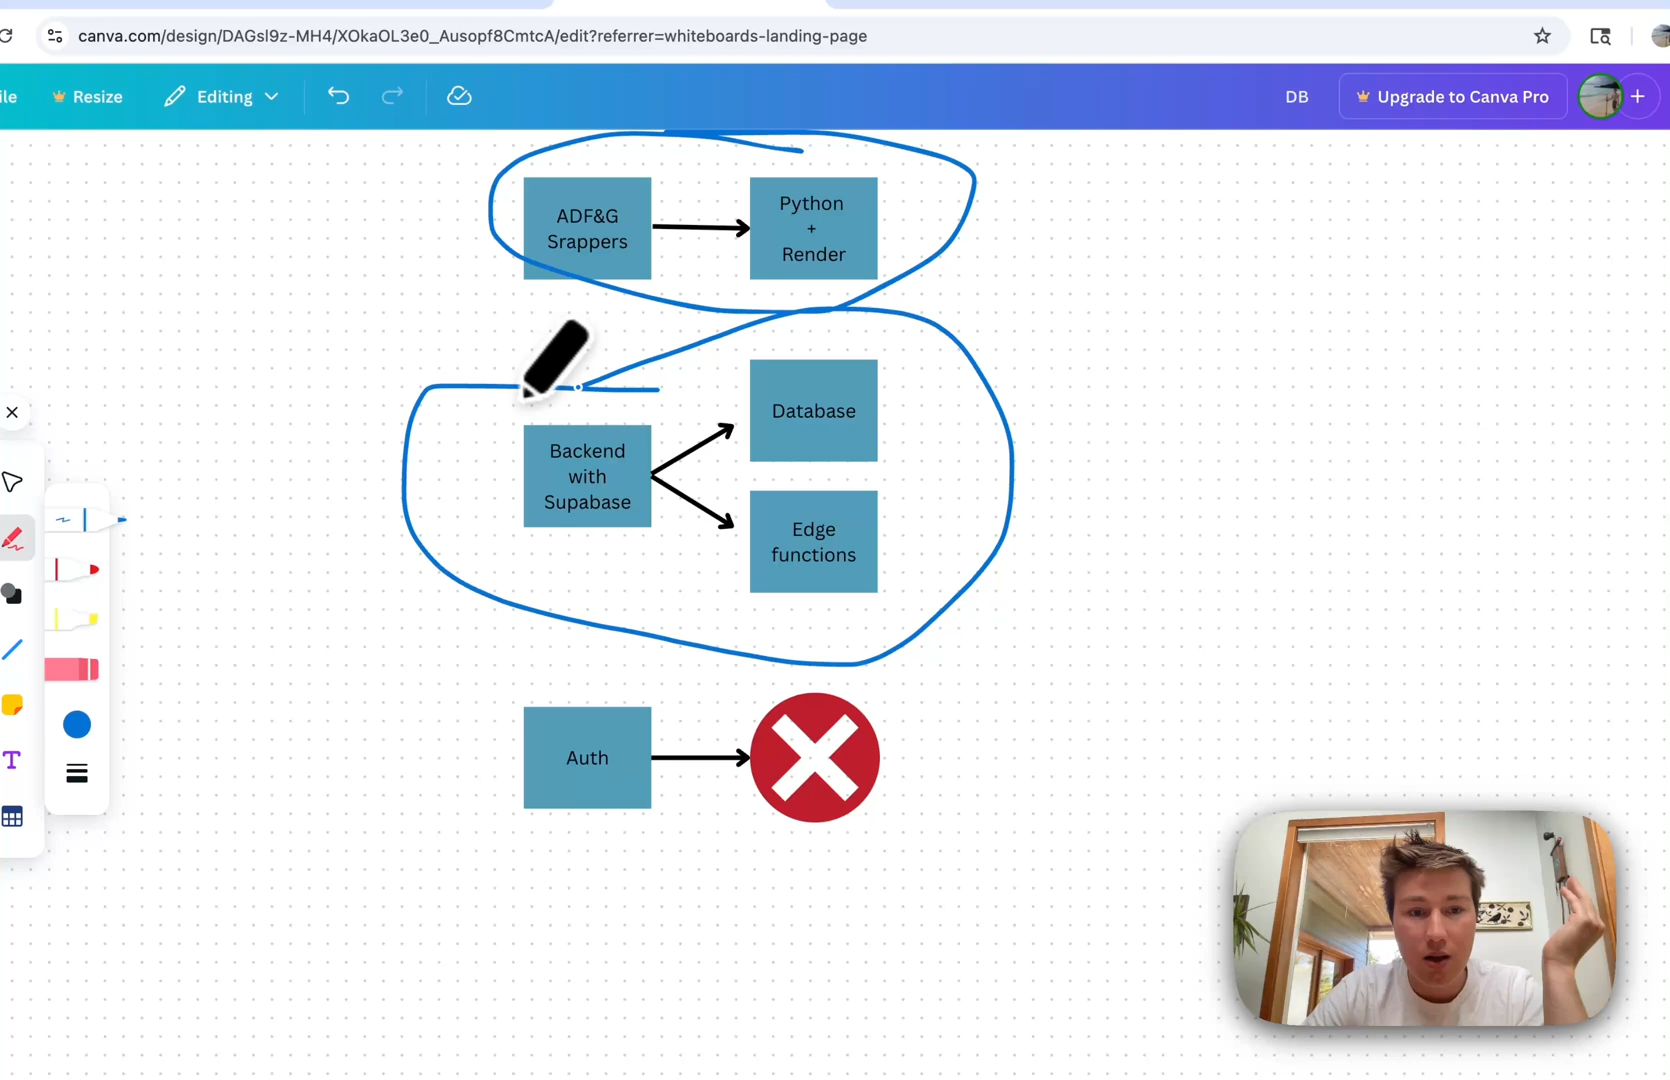 canva.com/design/DAGsl9z-MH4/XOkaOL3e0_Ausopf8CmtcA/edit?referrer=whiteboards-landing-page
ile
Resize
Editing
DB
Upgrade to Canva Pro
ADF&G
Srappers
Python
+
Render
Database
Backend
with
Supabase
Edge
functions
Auth